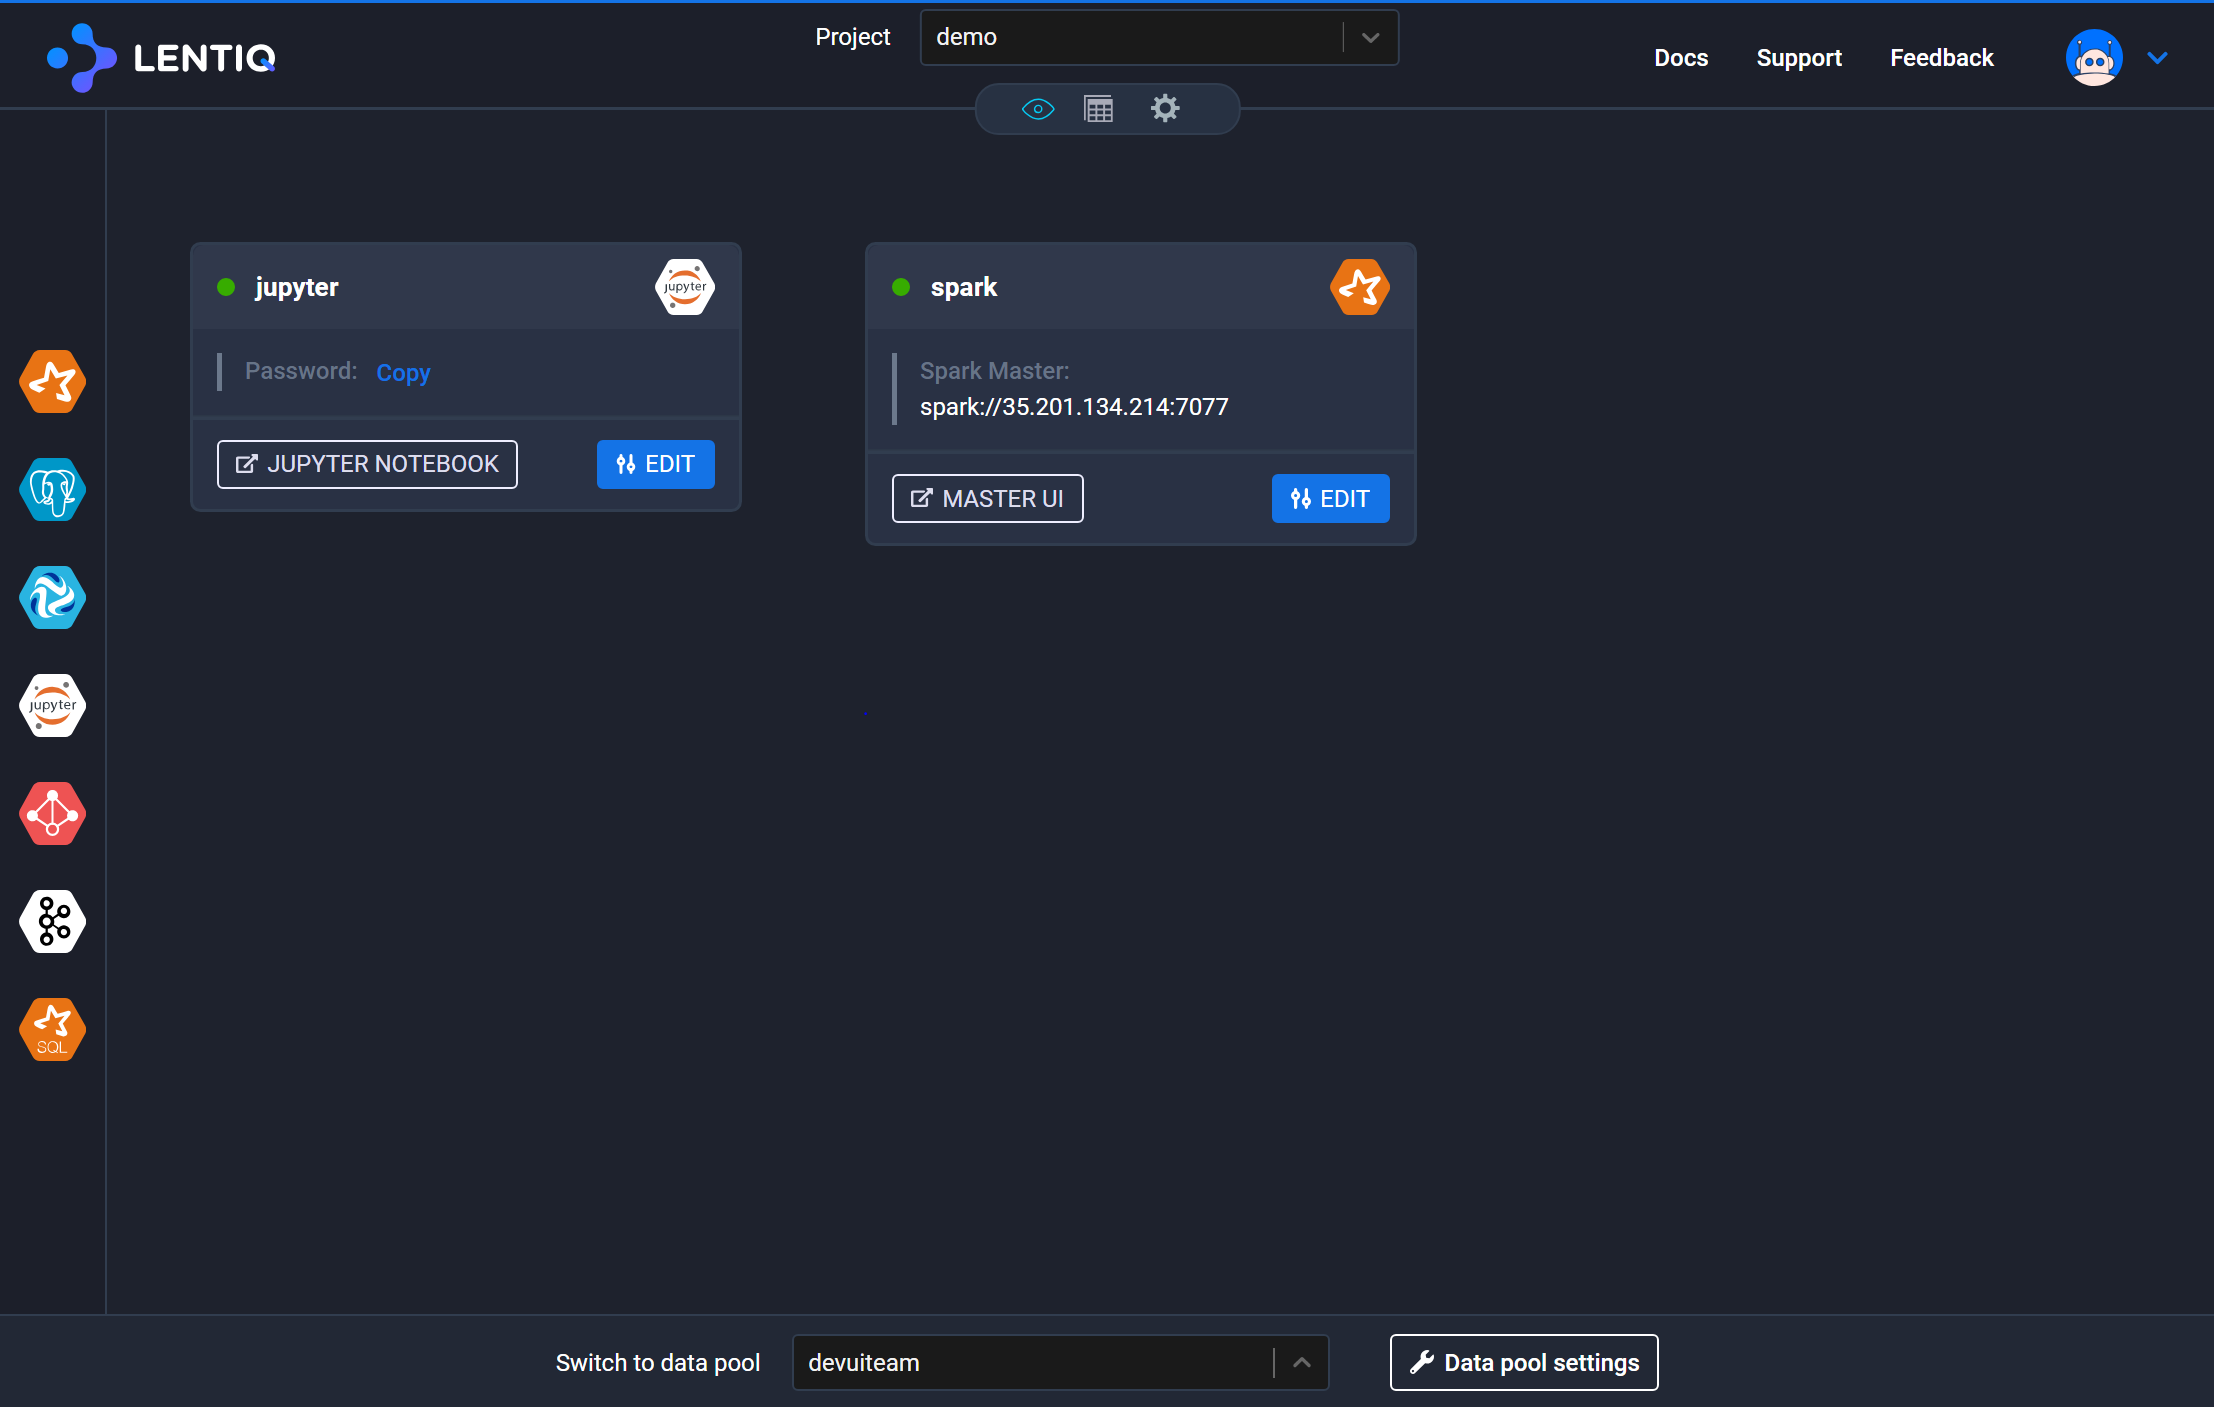 LENTIQ
Project
demo
Docs
Support
Feedback
jupyter
jupyter
Password: Copy
JUPYTER NOTEBOOK
EDIT
spark
Spark Master:
spark://35.201.134.214:7077
MASTER UI
EDIT
jupyter
SQL
Switch to data pool
devuiteam
Data pool settings